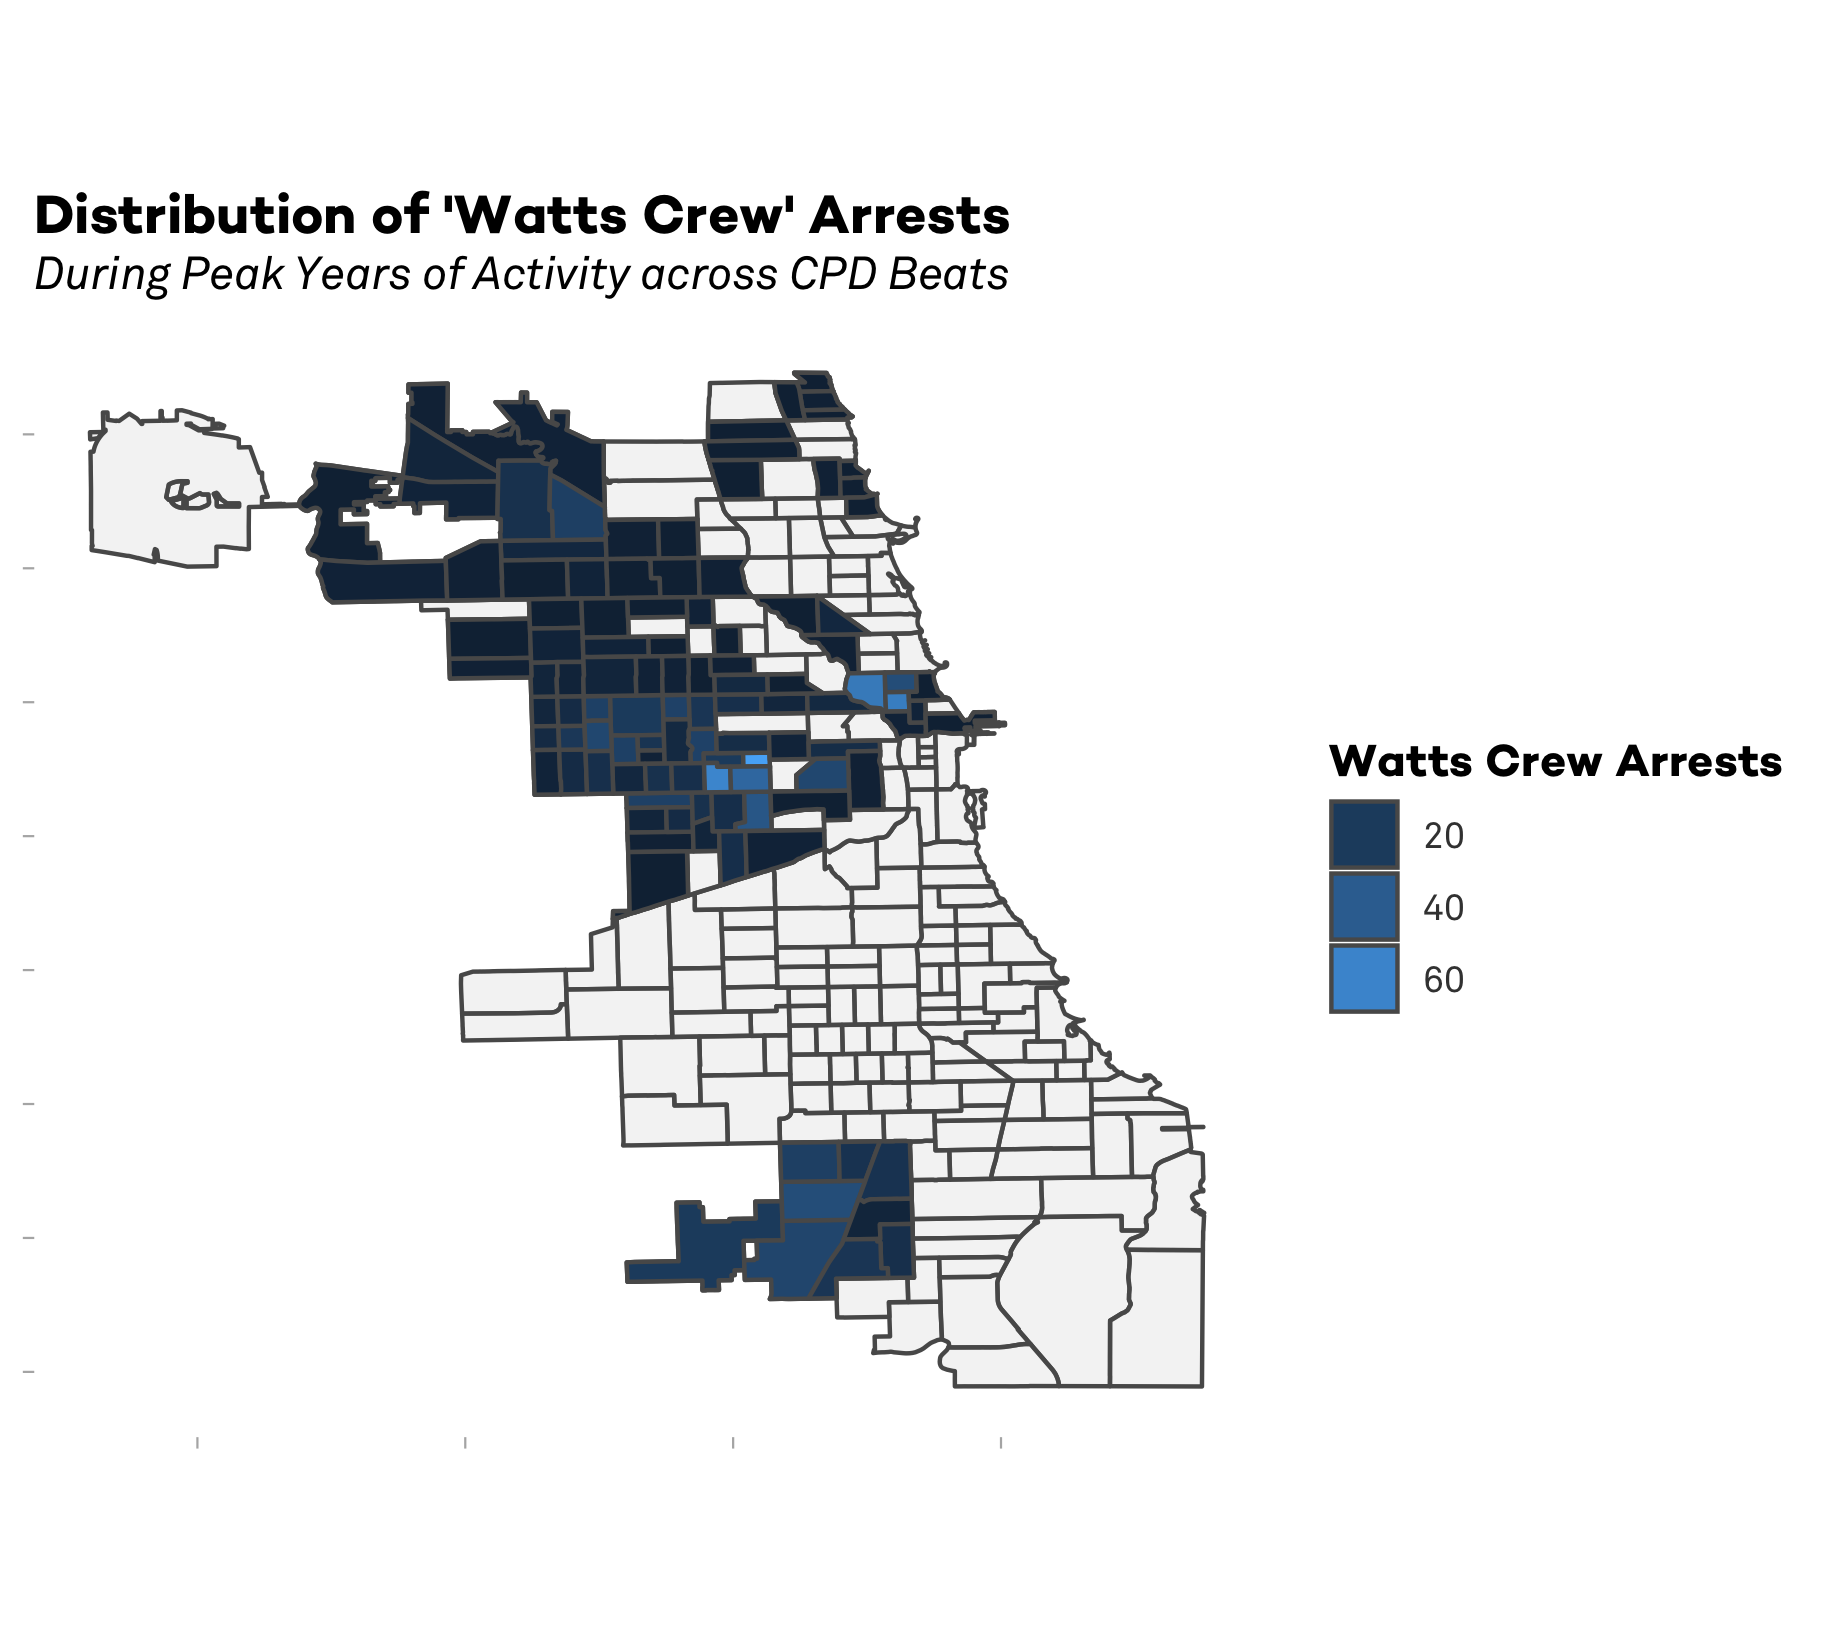 Distribution of 'Watts Crew' Arrests
During Peak Years of Activity across CPD Beats
Watts Crew Arrests
20
40
60